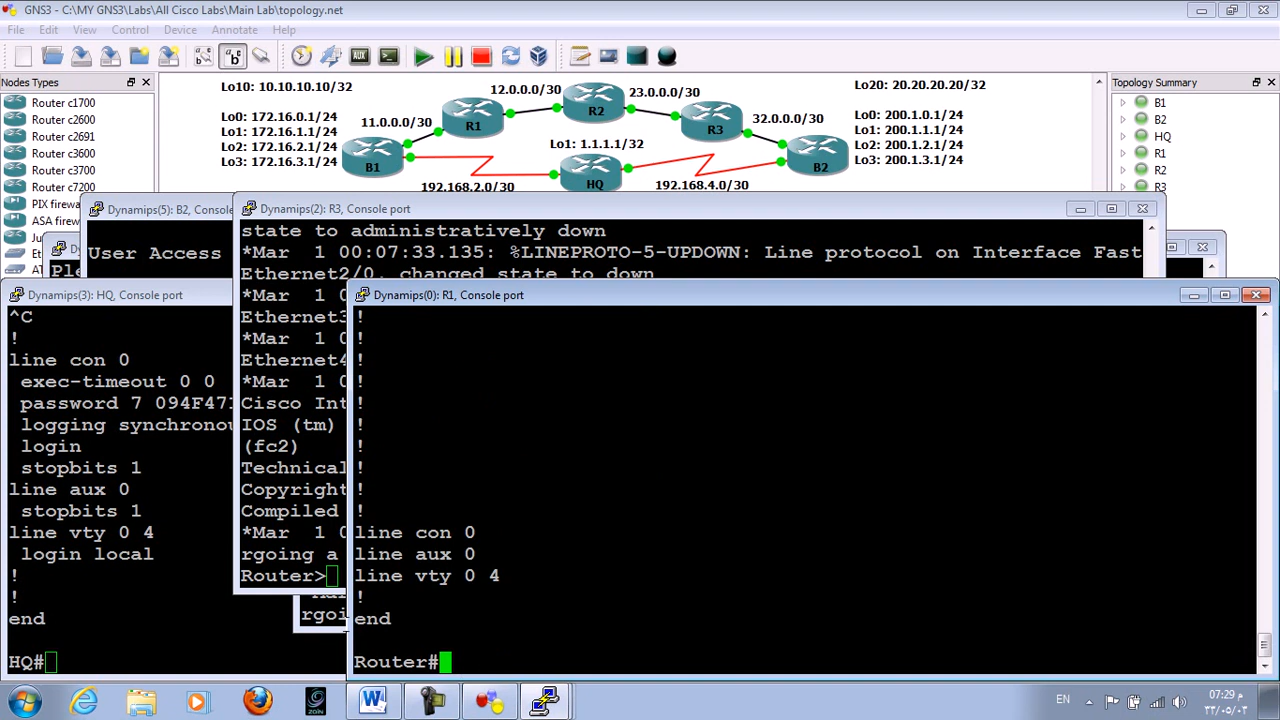 GNS3 - C:\MY GNS3\Labs\All Cisco Labs\Main Lab\topology.net
File Edit View Control Device Annotate Help
Nodes Types
Topology Summary
Router c1700
Router c2600
Router c2691
Router c3600
Router c3700
Router c7200
PIX firew
ASA firew
Ju
Et
AT
Lo10: 10.10.10.10/32
Lo0: 172.16.0.1/24
Lo1: 172.16.1.1/24
Lo2: 172.16.2.1/24
Lo3: 172.16.3.1/24
11.0.0.0/30
12.0.0.0/30
23.0.0.0/30
32.0.0.0/30
Lo1: 1.1.1.1/32
192.168.2.0/30
192.168.4.0/30
B1
R1
R2
R3
B2
HQ
Lo20: 20.20.20.20/32
Lo0: 200.1.0.1/24
Lo1: 200.1.1.1/24
Lo2: 200.1.2.1/24
Lo3: 200.1.3.1/24
B1
B2
HQ
R1
R2
R3
Dynamips(5): B2, Console
User Access
Dy
Ple
Dynamips(2): R3, Console port
state to administratively down
*Mar 1 00:07:33.135: %LINEPROTO-5-UPDOWN: Line protocol on Interface Fast
Ethernet2/0, changed state to down
*Mar 1 0
Ethernet3
*Mar 1 0
Ethernet4
*Mar 1 0
Cisco Int
IOS (tm)
(fc2)
Technical
Copyright
Compiled
*Mar 1 0
rgoing a
Router>
rgoi
Dynamips(3): HQ, Console port
^C
!
line con 0
exec-timeout 0 0
password 7 094F47
logging synchronou
login
stopbits 1
line aux 0
stopbits 1
line vty 0 4
login local
!
!
end
HQ#
Dynamips(0): R1, Console port
!
!
!
!
!
!
!
!
!
!
line con 0
line aux 0
line vty 0 4
!
end
Router#
zain
EN
07:29 م
٣٣/٠٥/٠٣